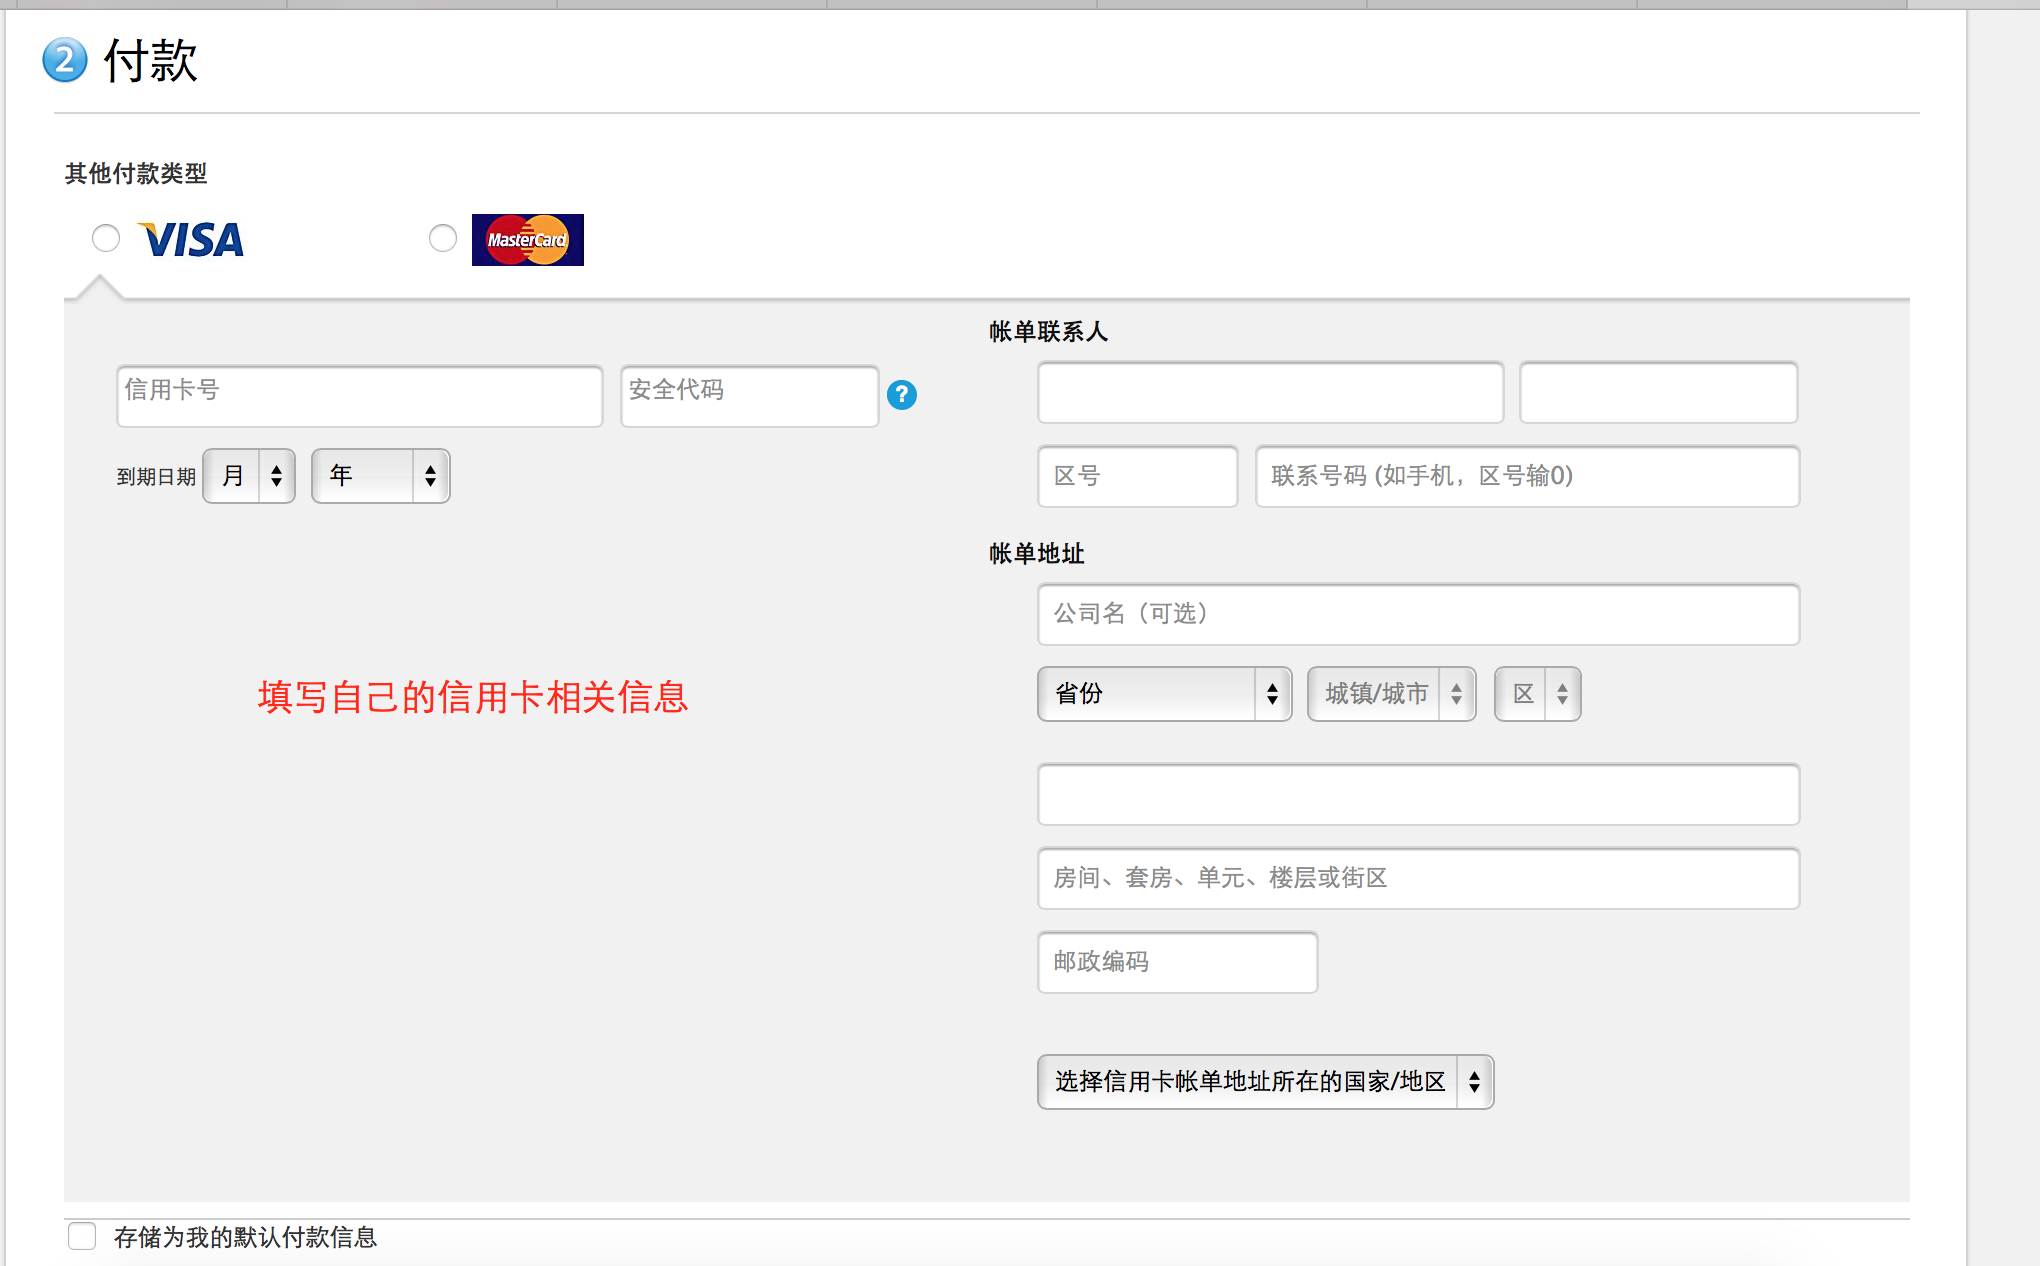 2 付款
其他付款类型
VISA MasterCard
信用卡号 安全代码 ?
到期日期 月 年
填写自己的信用卡相关信息
帐单联系人
区号 联系号码 (如手机，区号输0)
帐单地址
公司名（可选）
省份 城镇/城市 区
房间、套房、单元、楼层或街区
邮政编码
选择信用卡帐单地址所在的国家/地区
存储为我的默认付款信息